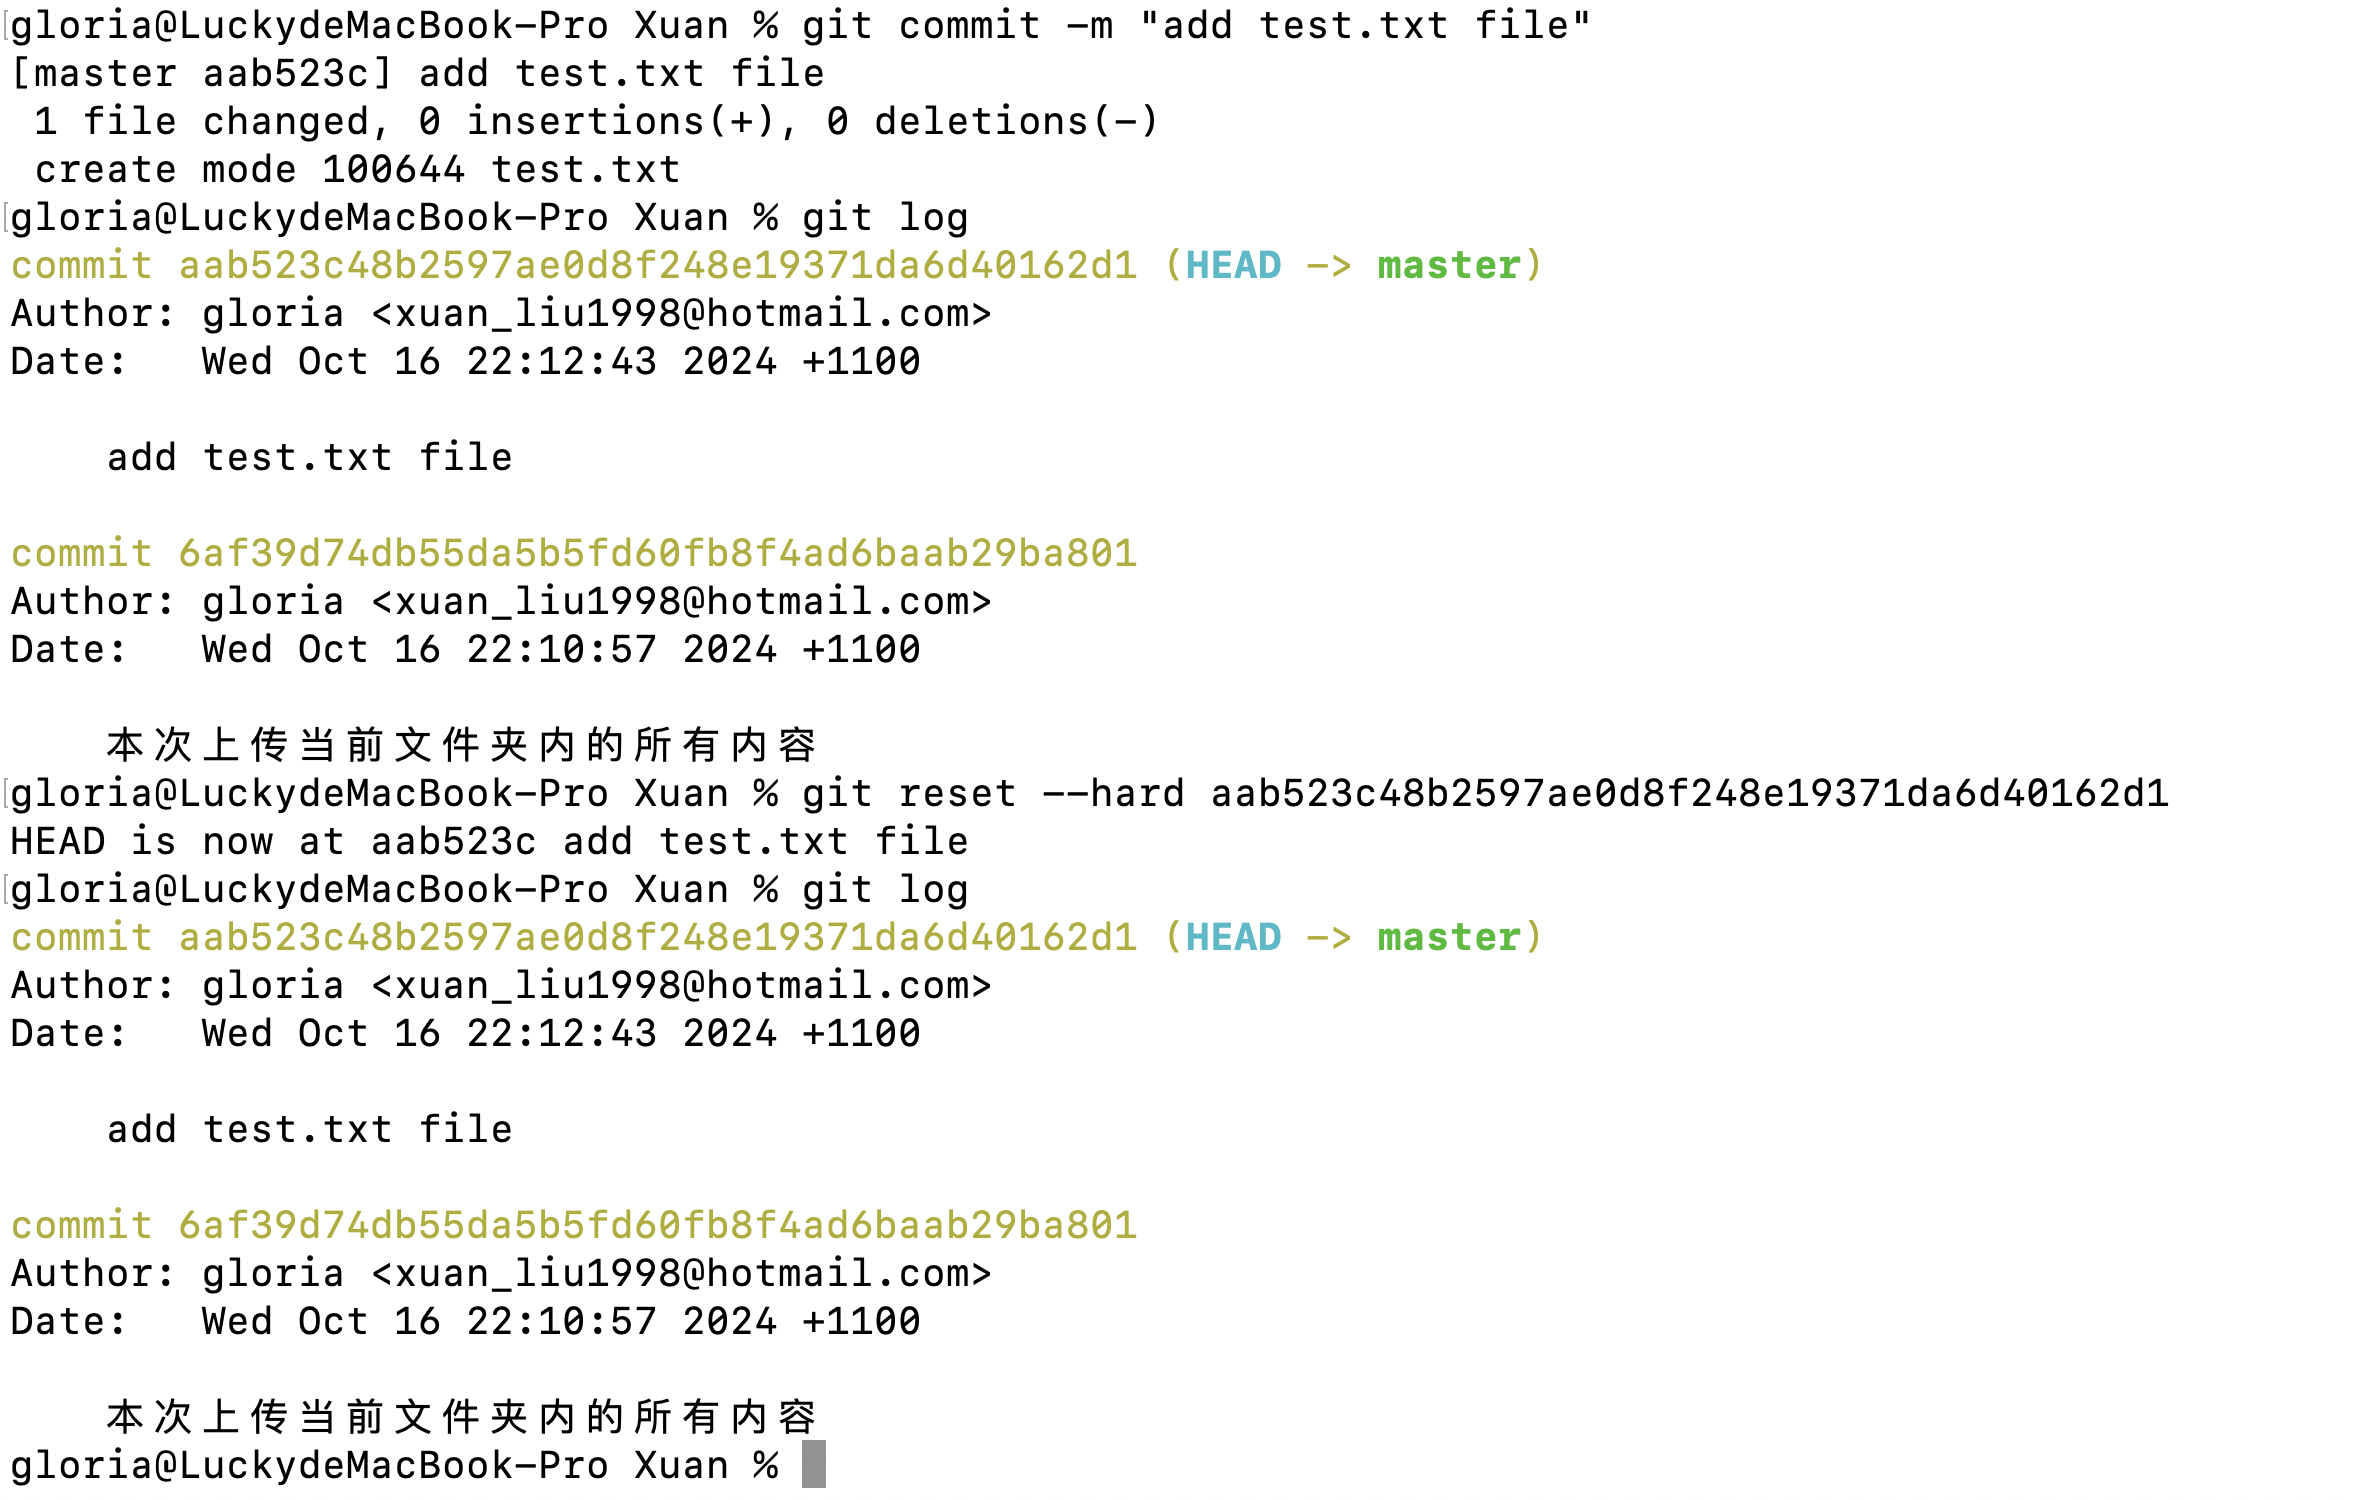 gloria@LuckydeMacBook-Pro Xuan % git commit -m "add test.txt file"
[master aab523c] add test.txt file
 1 file changed, 0 insertions(+), 0 deletions(-)
 create mode 100644 test.txt
gloria@LuckydeMacBook-Pro Xuan % git log
commit aab523c48b2597ae0d8f248e19371da6d40162d1 (HEAD -> master)
Author: gloria <xuan_liu1998@hotmail.com>
Date:   Wed Oct 16 22:12:43 2024 +1100

    add test.txt file

commit 6af39d74db55da5b5fd60fb8f4ad6baab29ba801
Author: gloria <xuan_liu1998@hotmail.com>
Date:   Wed Oct 16 22:10:57 2024 +1100

    本次上传当前文件夹内的所有内容
gloria@LuckydeMacBook-Pro Xuan % git reset --hard aab523c48b2597ae0d8f248e19371da6d40162d1
HEAD is now at aab523c add test.txt file
gloria@LuckydeMacBook-Pro Xuan % git log
commit aab523c48b2597ae0d8f248e19371da6d40162d1 (HEAD -> master)
Author: gloria <xuan_liu1998@hotmail.com>
Date:   Wed Oct 16 22:12:43 2024 +1100

    add test.txt file

commit 6af39d74db55da5b5fd60fb8f4ad6baab29ba801
Author: gloria <xuan_liu1998@hotmail.com>
Date:   Wed Oct 16 22:10:57 2024 +1100

    本次上传当前文件夹内的所有内容
gloria@LuckydeMacBook-Pro Xuan %